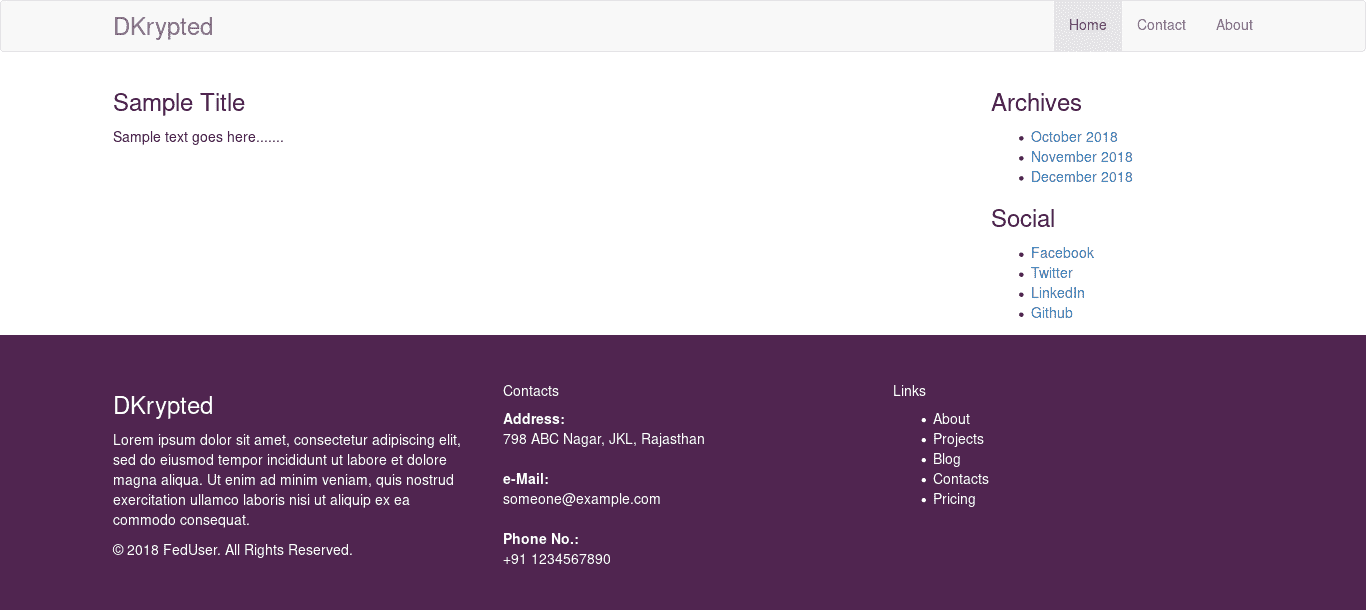 DKrypted
Home
Contact
About
Sample Title
Sample text goes here.......
Archives
• October 2018
• November 2018
• December 2018
Social
• Facebook
• Twitter
• LinkedIn
• Github
DKrypted
Lorem ipsum dolor sit amet, consectetur adipiscing elit,
sed do eiusmod tempor incididunt ut labore et dolore
magna aliqua. Ut enim ad minim veniam, quis nostrud
exercitation ullamco laboris nisi ut aliquip ex ea
commodo consequat.
© 2018 FedUser. All Rights Reserved.
Contacts
Address:
798 ABC Nagar, JKL, Rajasthan
e-Mail:
someone@example.com
Phone No.:
+91 1234567890
Links
• About
• Projects
• Blog
• Contacts
• Pricing